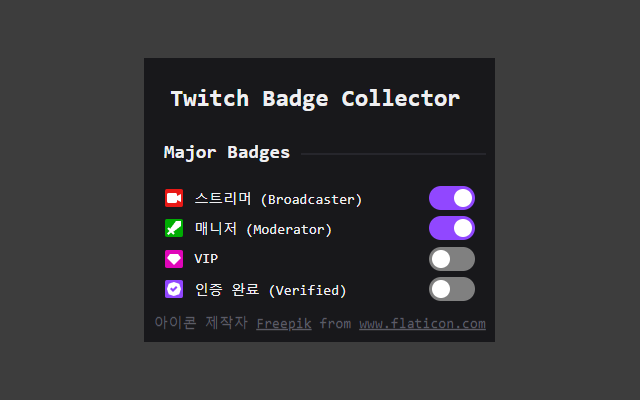 Twitch Badge Collector
Major Badges
스트리머 (Broadcaster)
매니저 (Moderator)
VIP
인증 완료 (Verified)
아이콘 제작자 Freepik from www.flaticon.com